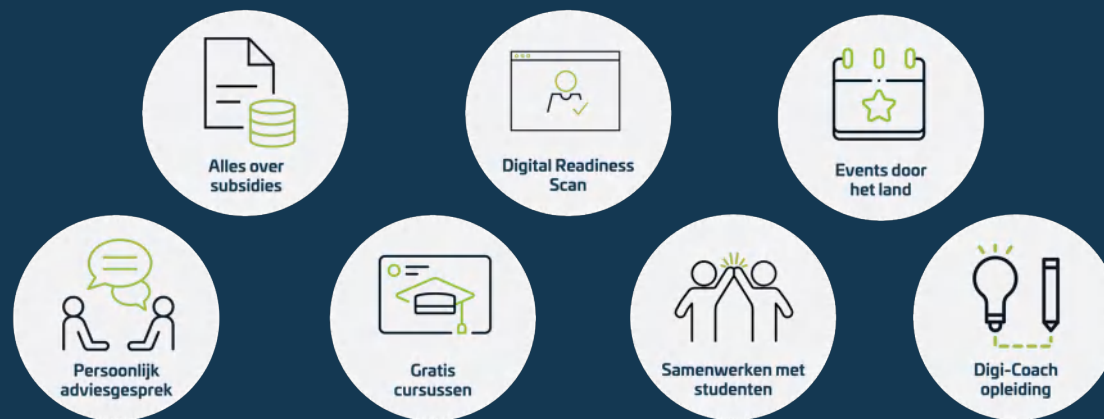 Alles over
subsidies
Digital Readiness
Scan
Events door
het land
Persoonlijk
adviesgesprek
Gratis
cursussen
Samenwerken met
studenten
Digi-Coach
opleiding